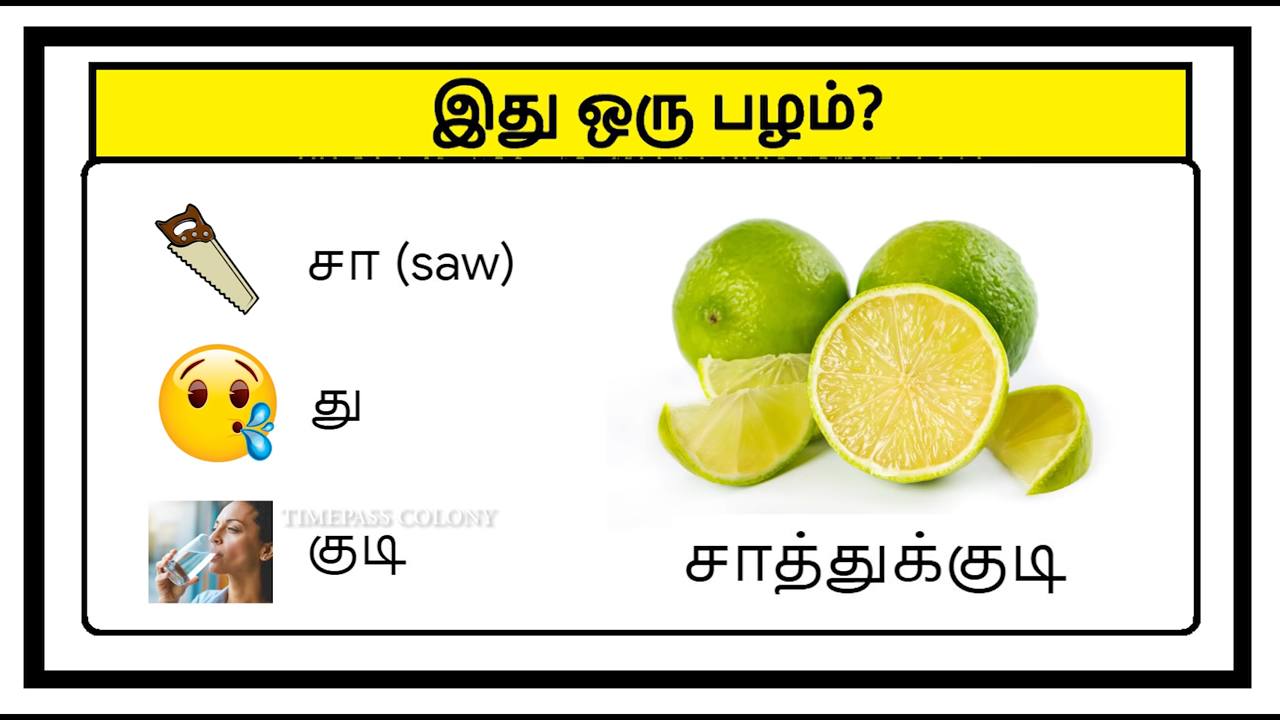 இது ஒரு பழம்?
சா (saw)
து
TIMEPASS COLONY
குடி
சாத்துக்குடி